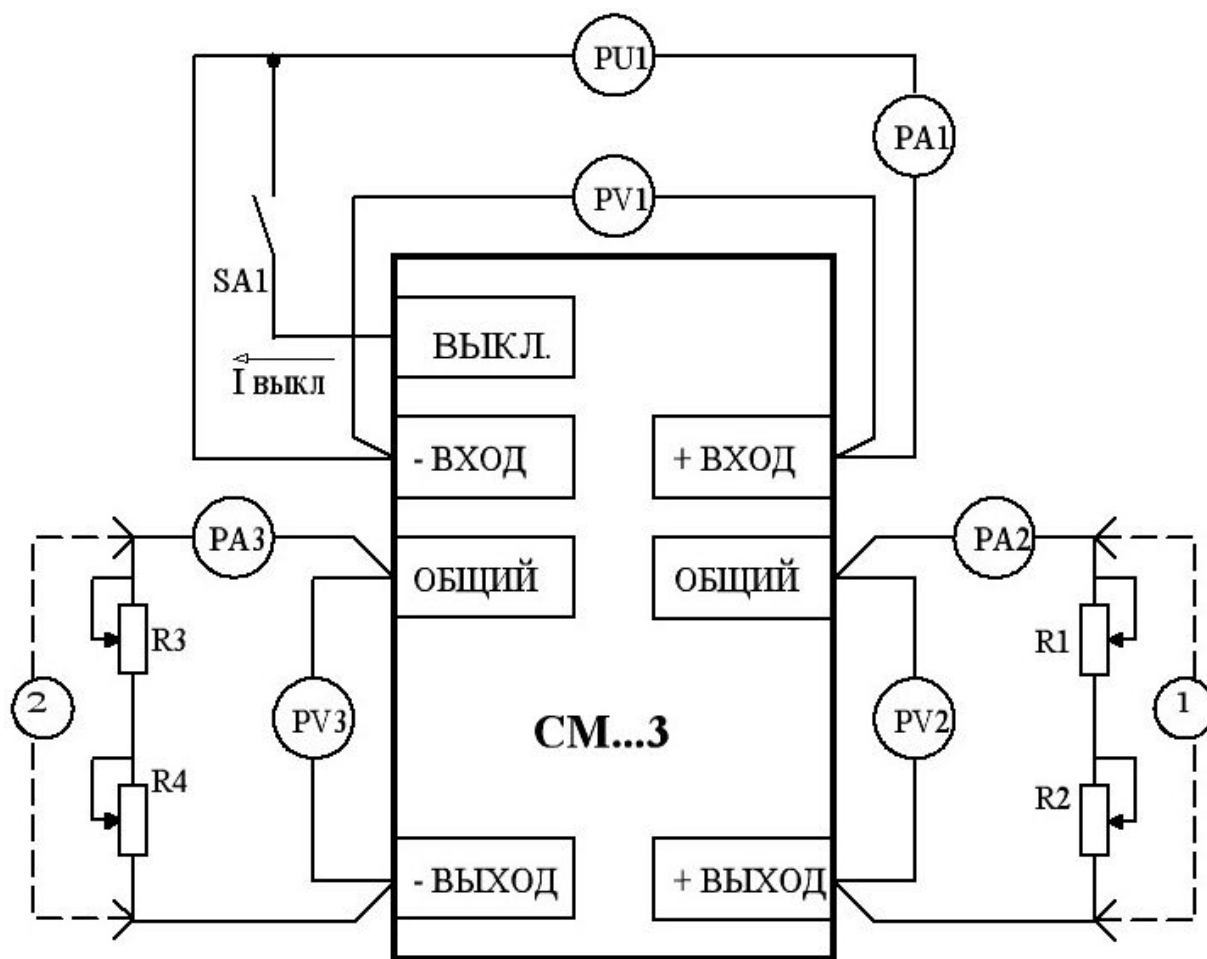 PU1
PA1
PV1
SA1
ВЫКЛ.
I выкл
- ВХОД
+ ВХОД
PA3
ОБЩИЙ
ОБЩИЙ
PA2
R3
R1
2
PV3
СМ...3
PV2
1
R4
R2
- ВЫХОД
+ ВЫХОД